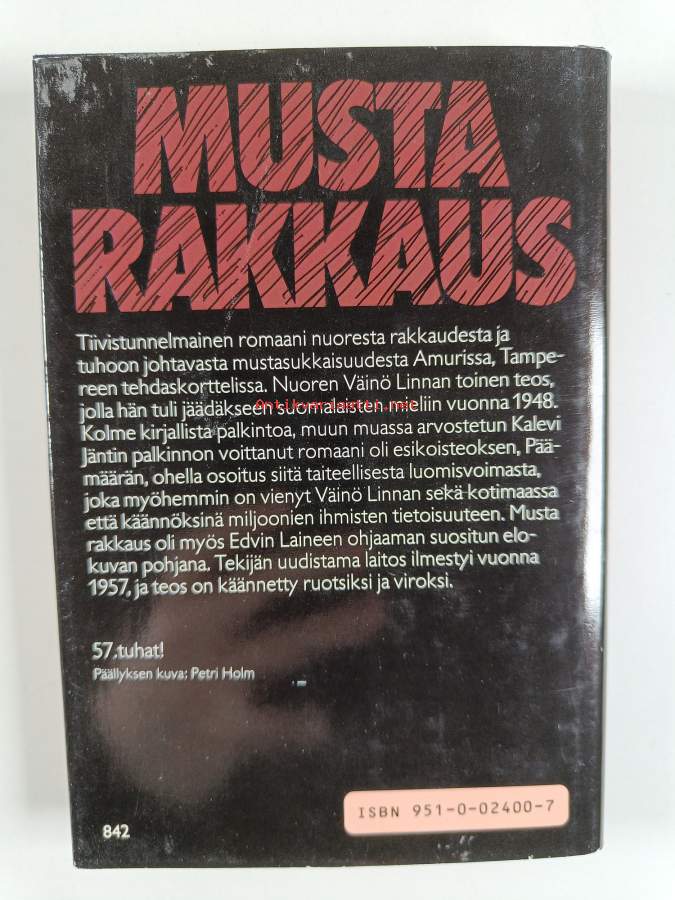 MUSTA
RAKKAUS
Tiivistunnelmainen romaani nuoresta rakkaudesta ja
tuhoon johtavasta mustasukkaisuudesta Amurissa, Tampe-
reen tehdaskorttelissa. Nuoren Väinö Linnan toinen teos,
jolla hän tuli jäädäkseen suomalaisten mieliin vuonna 1948.
Antikvariaatti.net
Kolme kirjallista palkintoa, muun muassa arvostetun Kalevi
Jäntin palkinnon voittanut romaani oli esikoisteoksen, Pää-
määrän, ohella osoitus siitä taiteellisesta luomisvoimasta,
joka myöhemmin on vienyt Väinö Linnan sekä kotimaassa
että käännöksinä miljoonien ihmisten tietoisuuteen. Musta
rakkaus oli myös Edvin Laineen ohjaaman suositun elo-
kuvan pohjana. Tekijän uudistama laitos ilmestyi vuonna
1957, ja teos on käännetty ruotsiksi ja viroksi.
57. tuhat!
Päällyksen kuva: Petri Holm
ISBN 951-0-02400-7
842